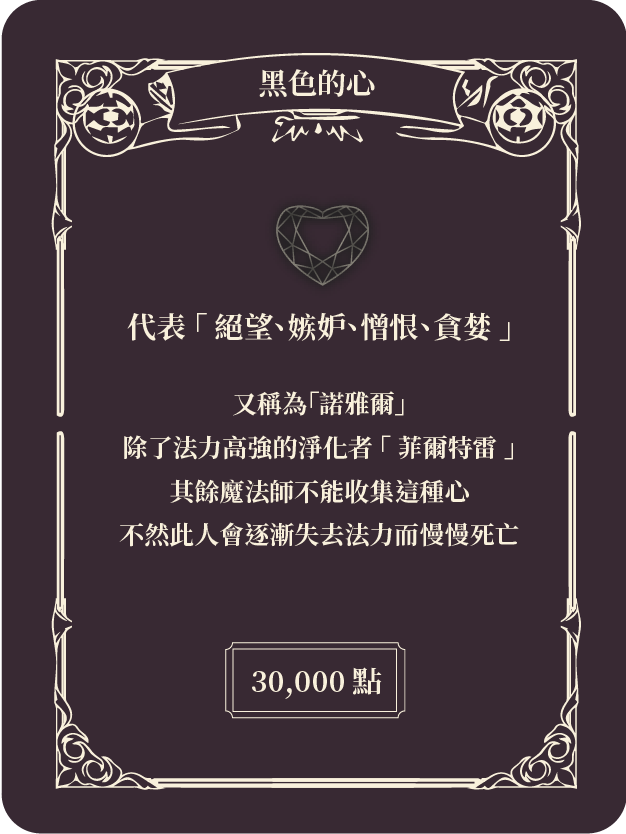 黑色的心
代表「絕望、嫉妒、憎恨、貪婪」
又稱為「諾雅爾」
除了法力高強的淨化者「菲爾特雷」
其餘魔法師不能收集這種心
不然此人會逐漸失去法力而慢慢死亡
30,000 點